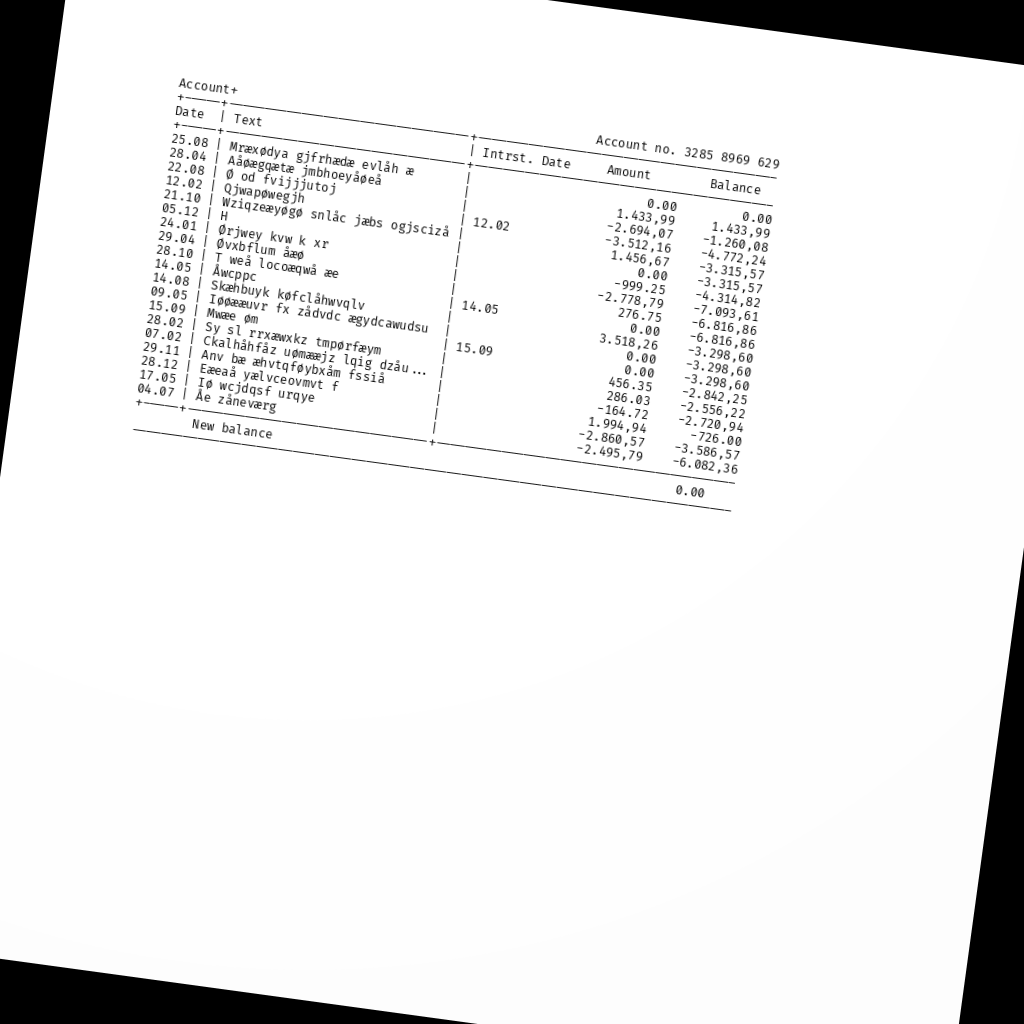 Account+ Account no. 3285 8969 629
Date | Text | Intrst. Date Amount Balance
25.08 | Mræxødya gjfrhædæ evlåh æ | 0.00 0.00
28.04 | Aåøægqætæ jmbhoeyåøeå | 1.433,99 1.433,99
22.08 | Ø od fvijjjutoj | -2.694,07 -1.260,08
12.02 | Qjwapøwegjh | 12.02 -3.512,16 -4.772,24
21.10 | Wziqzeæyøgø snlåc jæbs ogjscizå | 1.456,67 -3.315,57
05.12 | H | 0.00 -3.315,57
24.01 | Ørjwey kvw k xr | -999.25 -4.314,82
29.04 | Øvxbflum åæø | -2.778,79 -7.093,61
28.10 | T weå locoæqwå æe | 276.75 -6.816,86
14.05 | Åwcppc | 14.05 0.00 -6.816,86
14.08 | Skæhbuyk køfclåhwvqlv | 3.518,26 -3.298,60
09.05 | Iøøææuvr fx zådvdc ægydcawudsu | 0.00 -3.298,60
15.09 | Mwæe øm | 15.09 0.00 -3.298,60
28.02 | Sy sl rrxæwxkz tmpørfæym | 456.35 -2.842,25
07.02 | Ckalhåhfåz uømææjz lqig dzåu... | 286.03 -2.556,22
29.11 | Anv bæ æhvtqføybxåm fssiå | -164.72 -2.720,94
28.12 | Eæeaå yælvceovmvt f | 1.994,94 -726.00
17.05 | Iø wcjdqsf urqye | -2.860,57 -3.586,57
04.07 | Åe zåneværg | -2.495,79 -6.082,36
New balance 0.00